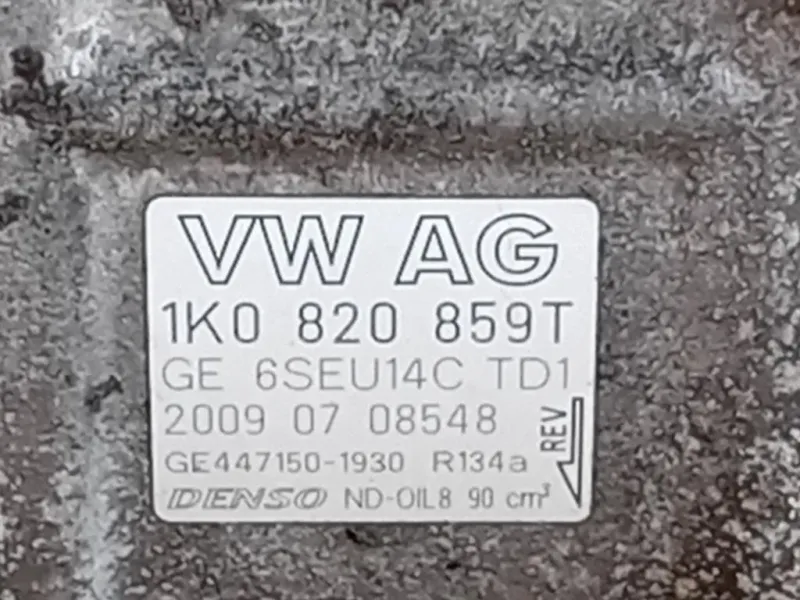 VW AG
1K0 820 859T
GE 6SEU14C TD1
2009 07 08548
GE447150-1930 R134a
DENSO ND-OIL8 90 cm³
REV